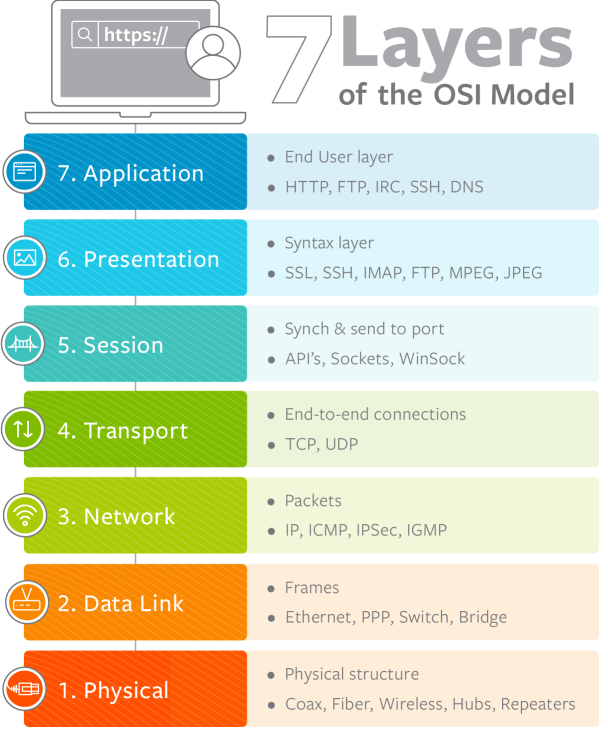 https://
7 Layers
of the OSI Model
7. Application
• End User layer
• HTTP, FTP, IRC, SSH, DNS
6. Presentation
• Syntax layer
• SSL, SSH, IMAP, FTP, MPEG, JPEG
5. Session
• Synch & send to port
• API's, Sockets, WinSock
4. Transport
• End-to-end connections
• TCP, UDP
3. Network
• Packets
• IP, ICMP, IPSec, IGMP
2. Data Link
• Frames
• Ethernet, PPP, Switch, Bridge
1. Physical
• Physical structure
• Coax, Fiber, Wireless, Hubs, Repeaters